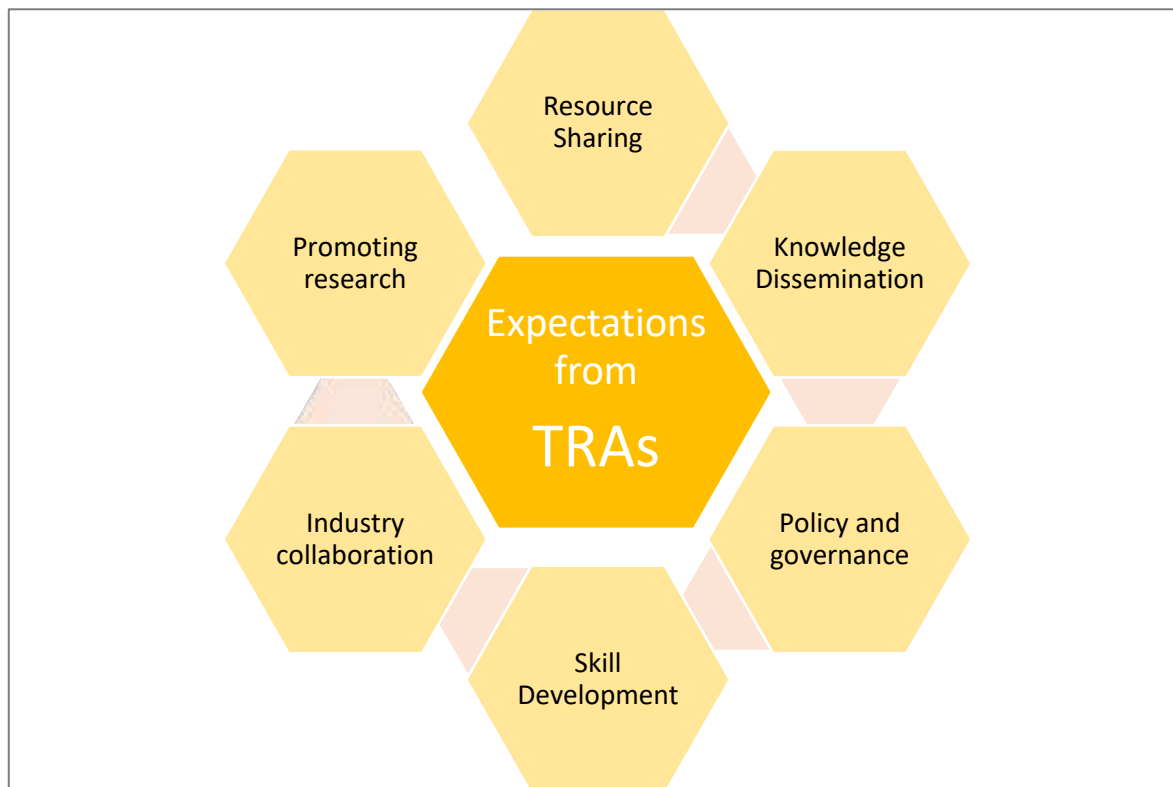 Resource
Sharing
Knowledge
Dissemination
Policy and
governance
Skill
Development
Industry
collaboration
Promoting
research
Expectations
from
TRAs